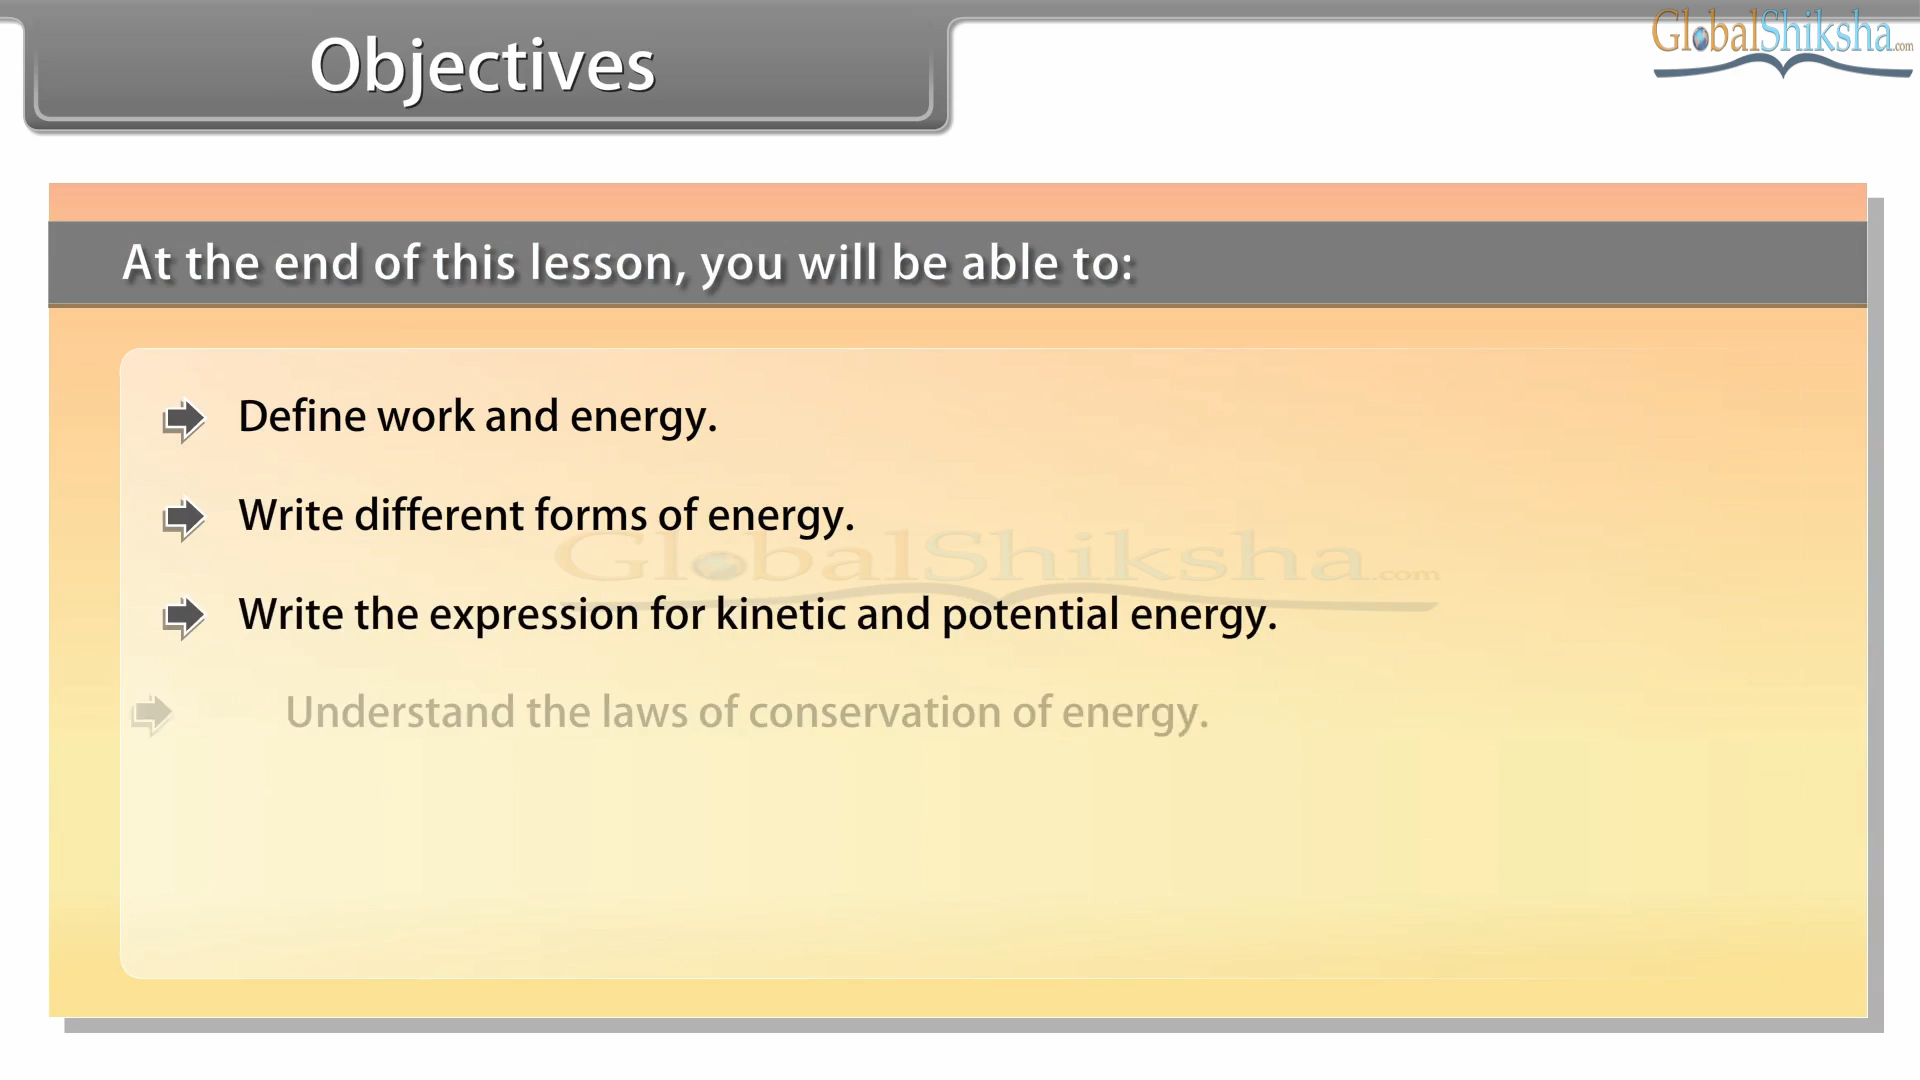 Objectives
GlobalShiksha.com
At the end of this lesson, you will be able to:
Define work and energy.
Write different forms of energy.
GlobalShiksha.com
Write the expression for kinetic and potential energy.
Understand the laws of conservation of energy.